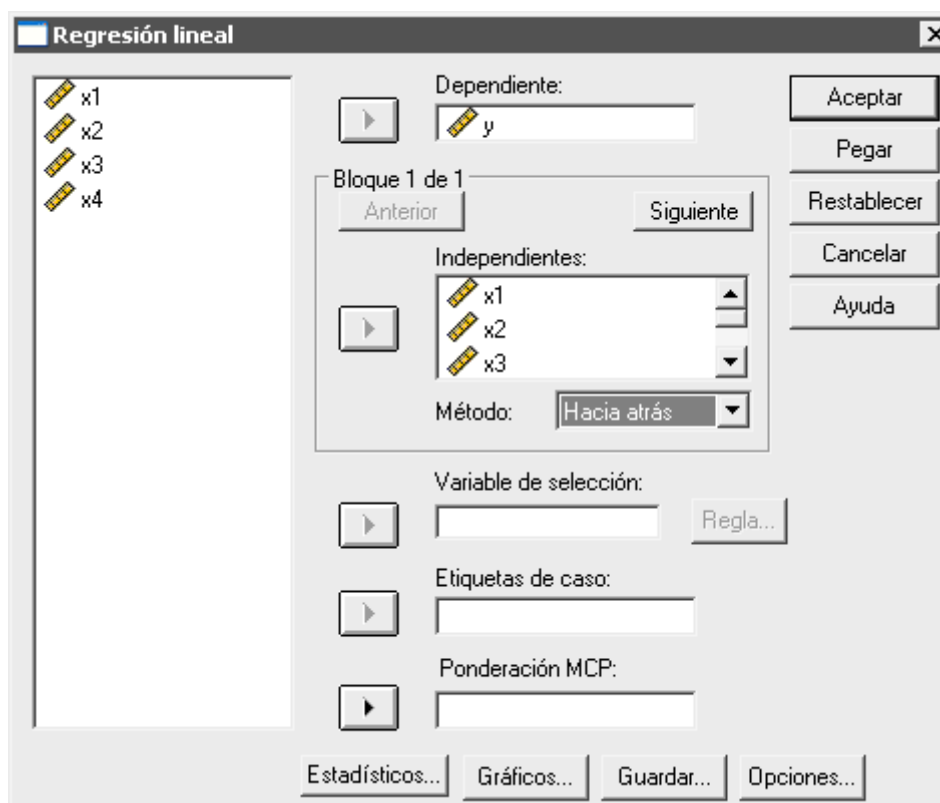 Regresión lineal
x1
x2
x3
x4
Dependiente:
y
Bloque 1 de 1
Anterior
Siguiente
Independientes:
x1
x2
x3
Método:
Hacia atrás
Variable de selección:
Regla...
Etiquetas de caso:
Ponderación MCP:
Aceptar
Pegar
Restablecer
Cancelar
Ayuda
Estadísticos...
Gráficos...
Guardar...
Opciones...